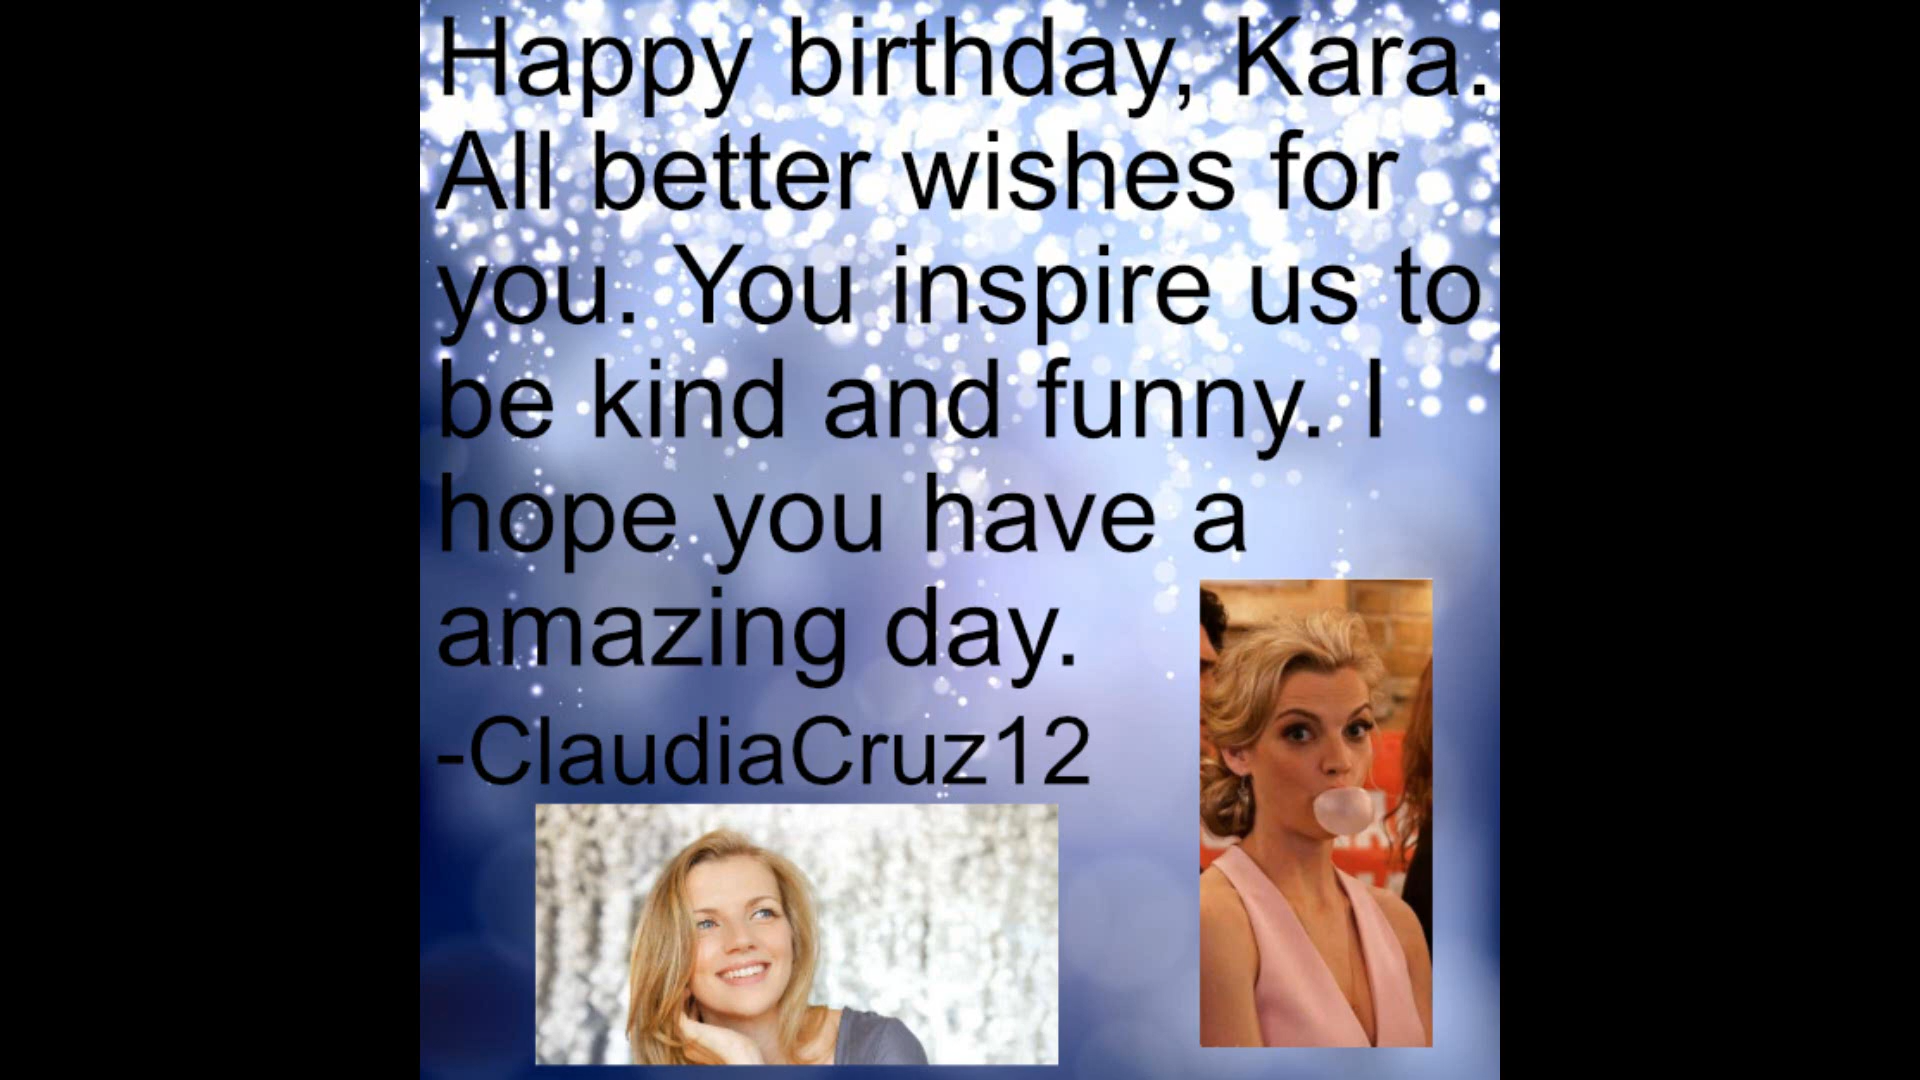 Happy birthday, Kara.
All better wishes for
you. You inspire us to
be kind and funny. I
hope you have a
amazing day.
-ClaudiaCruz12